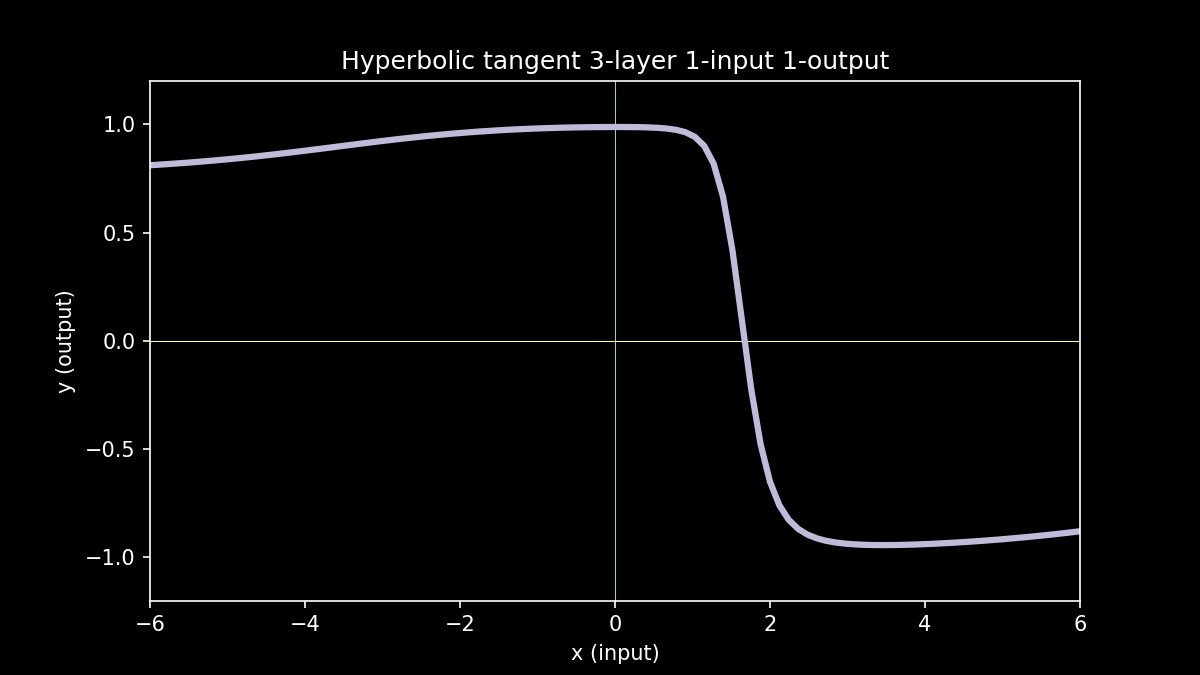 Hyperbolic tangent 3-layer 1-input 1-output
1.0
0.5
0.0
−0.5
−1.0
y (output)
−6 −4 −2 0 2 4 6
x (input)